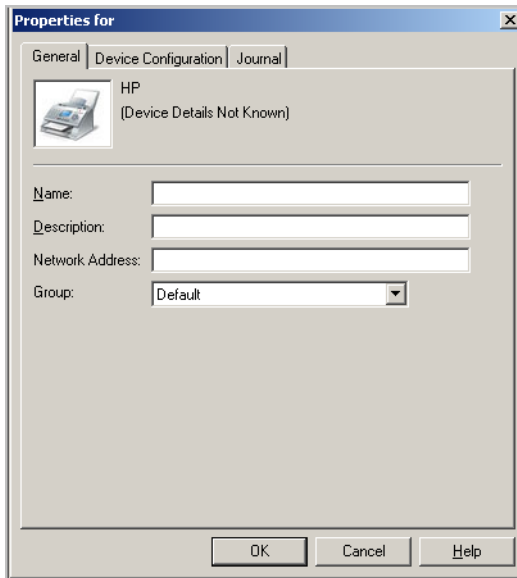 Properties for
General Device Configuration Journal
HP
(Device Details Not Known)
Name:
Description:
Network Address:
Group: Default
OK Cancel Help